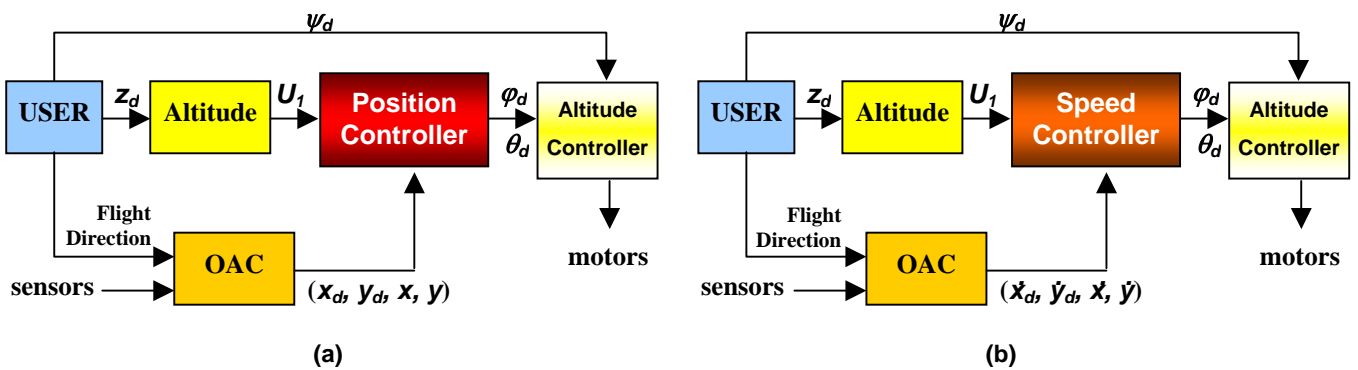 ψd
USER
zd
Altitude
U1
Position
Controller
φd
θd
Altitude
Controller
Flight
Direction
OAC
sensors
(xd, yd, x, y)
motors
(a)
ψd
USER
zd
Altitude
U1
Speed
Controller
φd
θd
Altitude
Controller
Flight
Direction
OAC
sensors
(ẋd, ẏd, ẋ, ẏ)
motors
(b)